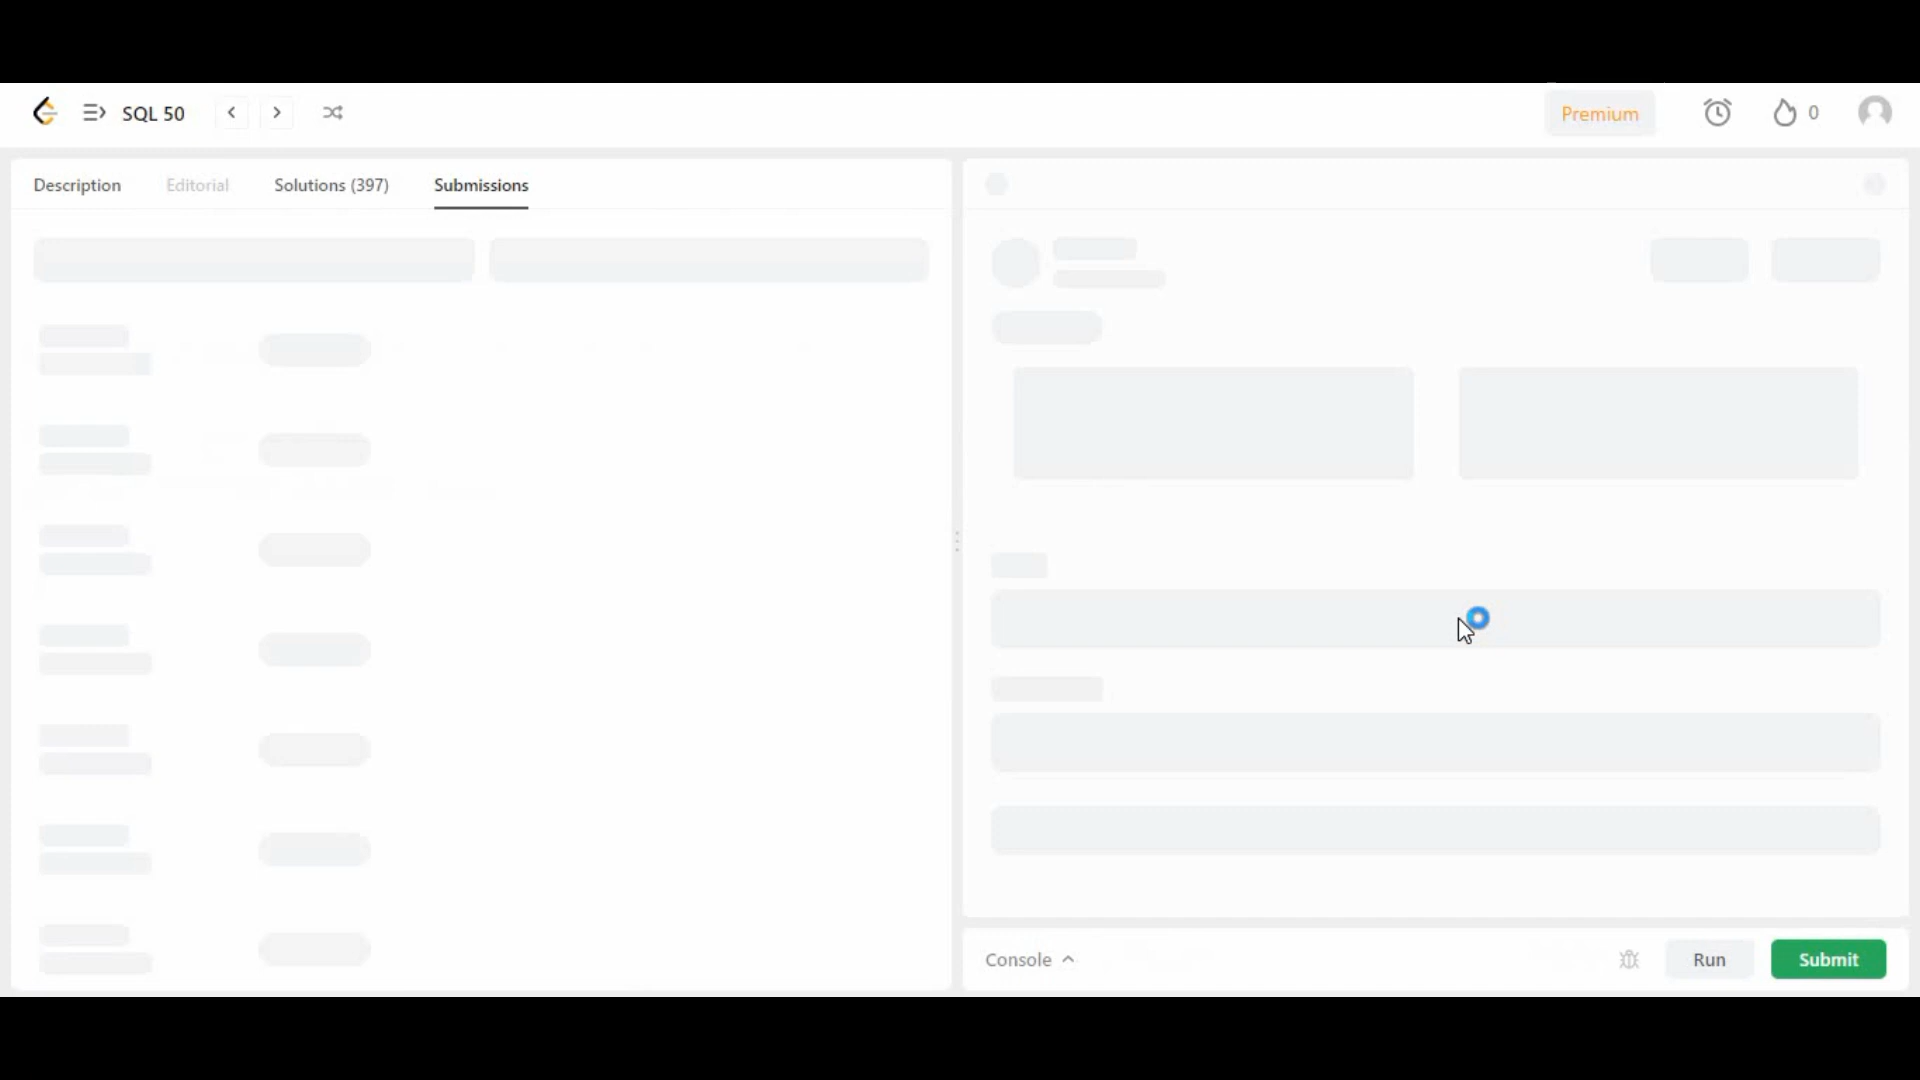 SQL 50
Premium
0
Description Editorial Solutions (397) Submissions
Console
Run
Submit